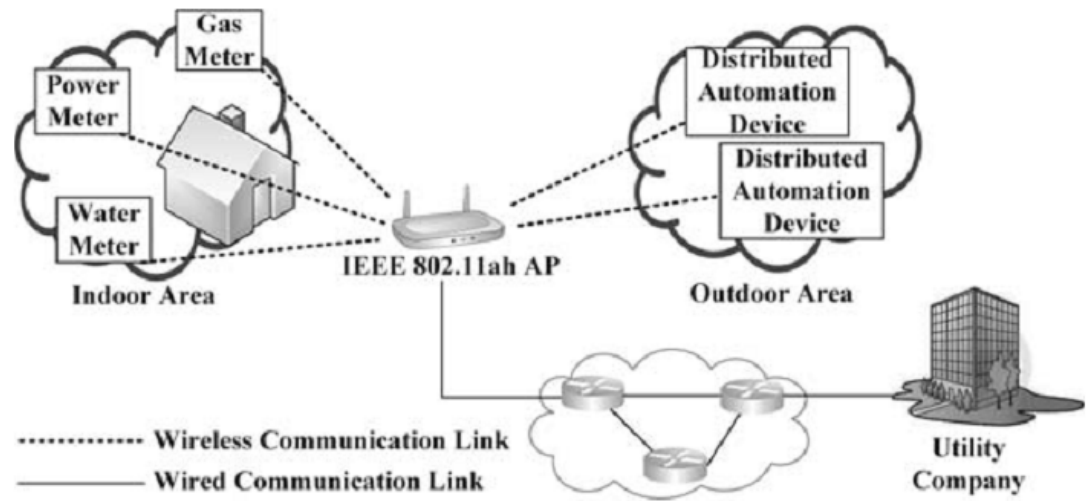 Gas
Meter
Power
Meter
Water
Meter
Indoor Area
IEEE 802.11ah AP
Distributed
Automation
Device
Distributed
Automation
Device
Outdoor Area
Wireless Communication Link
Wired Communication Link
Utility
Company